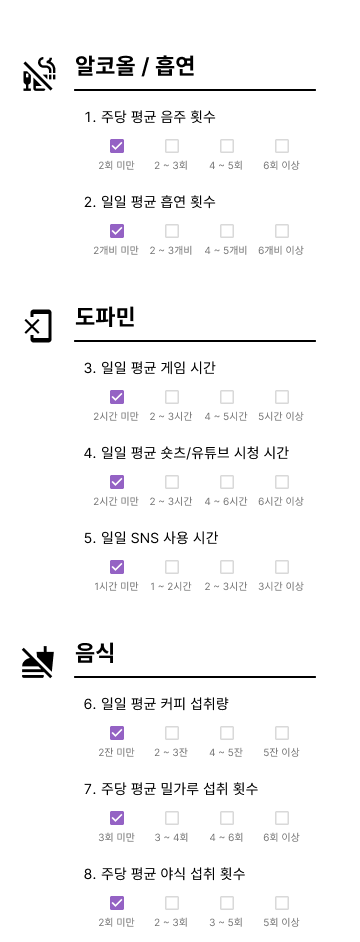 알코올 / 흡연
1. 주당 평균 음주 횟수
2회 미만 2 ~ 3회 4 ~ 5회 6회 이상
2. 일일 평균 흡연 횟수
2개비 미만 2 ~ 3개비 4 ~ 5개비 6개비 이상
도파민
3. 일일 평균 게임 시간
2시간 미만 2 ~ 3시간 4 ~ 5시간 5시간 이상
4. 일일 평균 숏츠/유튜브 시청 시간
2시간 미만 2 ~ 3시간 4 ~ 6시간 6시간 이상
5. 일일 SNS 사용 시간
1시간 미만 1 ~ 2시간 2 ~ 3시간 3시간 이상
음식
6. 일일 평균 커피 섭취량
2잔 미만 2 ~ 3잔 4 ~ 5잔 5잔 이상
7. 주당 평균 밀가루 섭취 횟수
3회 미만 3 ~ 4회 4 ~ 6회 6회 이상
8. 주당 평균 야식 섭취 횟수
2회 미만 2 ~ 3회 3 ~ 5회 5회 이상